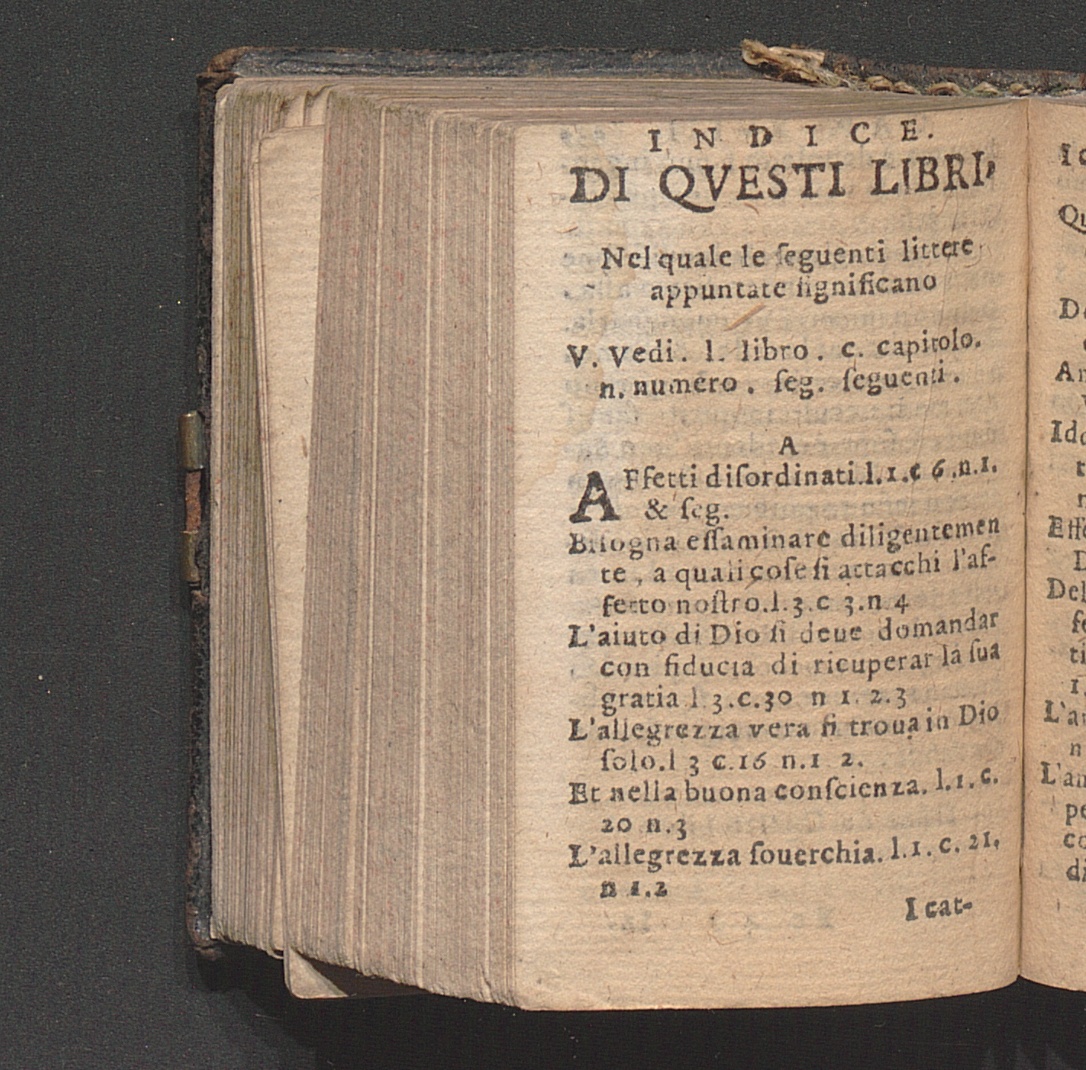 INDICE.
DI QVESTI LIBRI,
Nel quale le ſeguenti littere
appuntate ſignificano
V. Vedi. l. libro. c. capitolo.
n. numero. ſeg. ſeguenti.
A
AFfetti diſordinati.l.1.c 6.n.1.
& ſeg.
Biſogna eſſaminare diligentemen
te, a quali coſe ſi attacchi l'af-
fetto noſtro.l.3.c 3.n 4
L'aiuto di Dio ſi deue domandar
con fiducia di ricuperar la ſua
gratia l 3.c.30 n 1. 2.3
L'allegrezza vera ſi troua in Dio
ſolo.l 3 c.16 n.1 2.
Et nella buona conſcienza. l.1.c.
20 n.3
L'allegrezza ſouerchia. l.1. c. 21.
n 1.2
I cat-